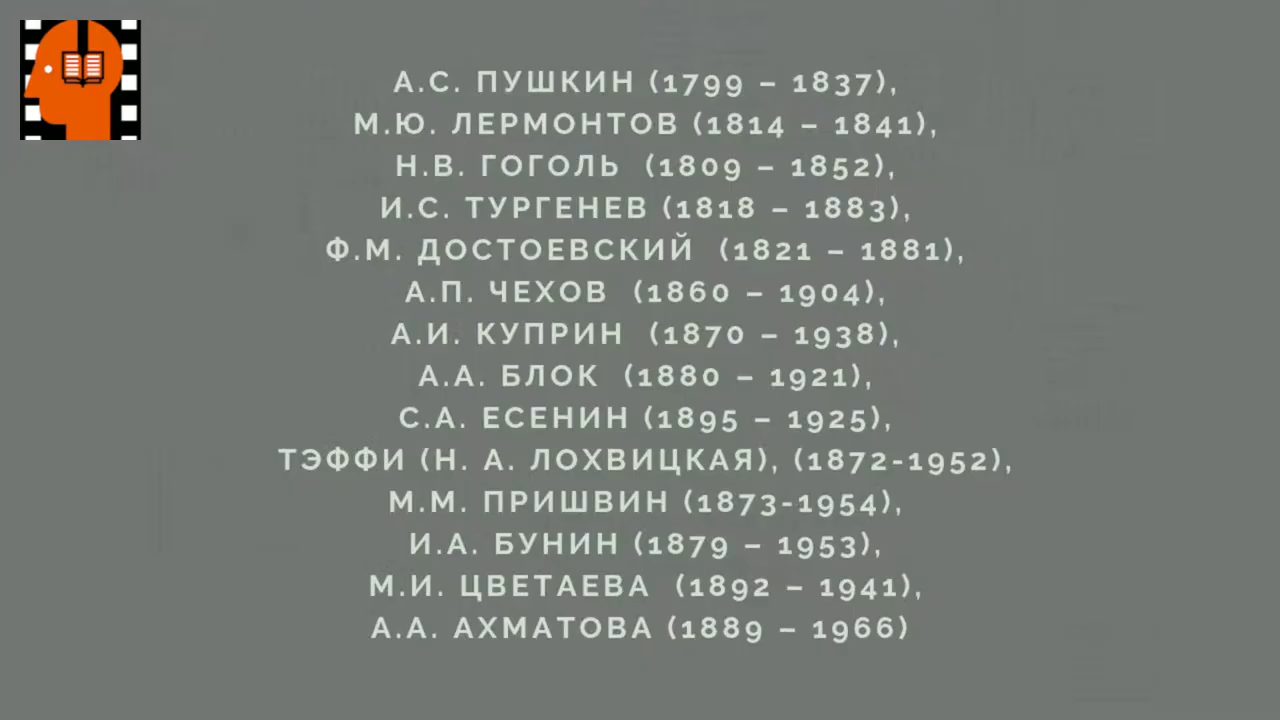 А.С. ПУШКИН (1799 – 1837),
М.Ю. ЛЕРМОНТОВ (1814 – 1841),
Н.В. ГОГОЛЬ (1809 – 1852),
И.С. ТУРГЕНЕВ (1818 – 1883),
Ф.М. ДОСТОЕВСКИЙ (1821 – 1881),
А.П. ЧЕХОВ (1860 – 1904),
А.И. КУПРИН (1870 – 1938),
А.А. БЛОК (1880 – 1921),
С.А. ЕСЕНИН (1895 – 1925),
ТЭФФИ (Н. А. ЛОХВИЦКАЯ), (1872-1952),
М.М. ПРИШВИН (1873-1954),
И.А. БУНИН (1879 – 1953),
М.И. ЦВЕТАЕВА (1892 – 1941),
А.А. АХМАТОВА (1889 – 1966)